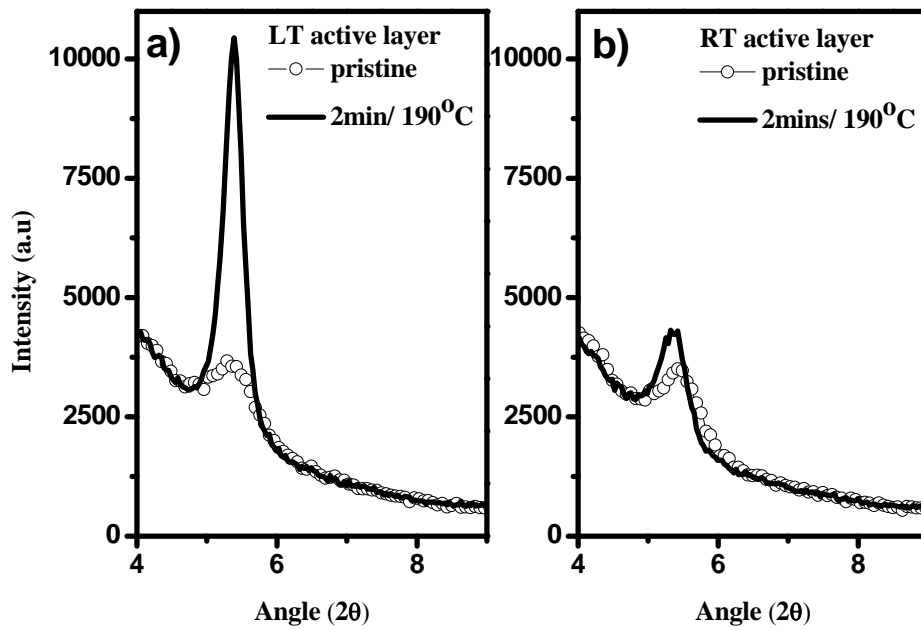 a)
LT active layer
pristine
2min/ 190°C
b)
RT active layer
pristine
2mins/ 190°C
Intensity (a.u)
10000
7500
5000
2500
0
4 6 8
Angle (2θ)
10000
7500
5000
2500
0
4 6 8
Angle (2θ)